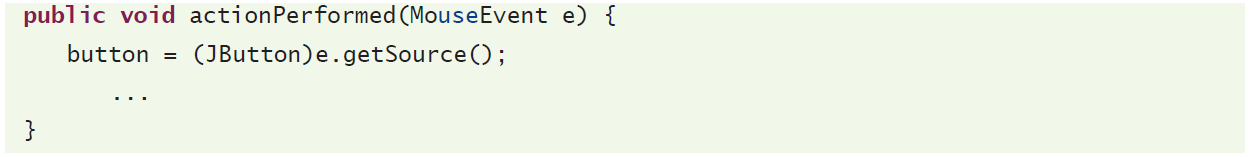 public void actionPerformed(MouseEvent e) {
button = (JButton)e.getSource();
...
}